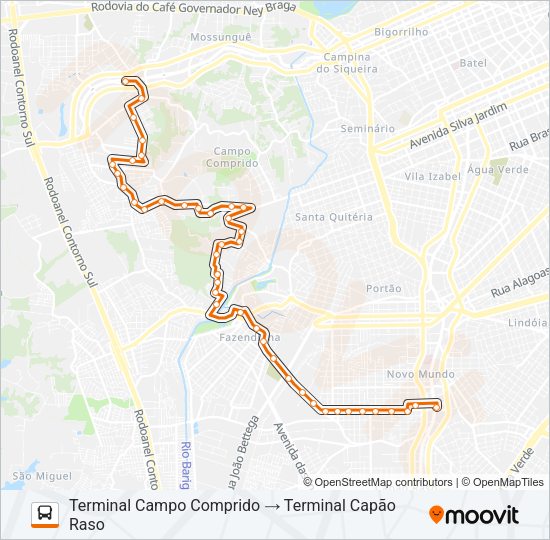 Rodovia do Café Governador Ney Braga
Rodoanel Contorno Sul
Mossunguê
Bigorrilho
Campina
do Siqueira
Batel
Avenida Silva Jardim
Rua Bras
Seminário
Campo
Comprido
Vila Izabel
Água Verde
Santa Quitéria
Rodoanel Contorno Sul
Portão
Rua Alagoas
Lindóia
Fazendinha
Novo Mundo
Rodoanel Conto
Rio Barig
ua João Bettega
Avenida da
Verde
São Miguel
© OpenStreetMap contributors | © OpenMapTiles
Terminal Campo Comprido → Terminal Capão
Raso
moovit